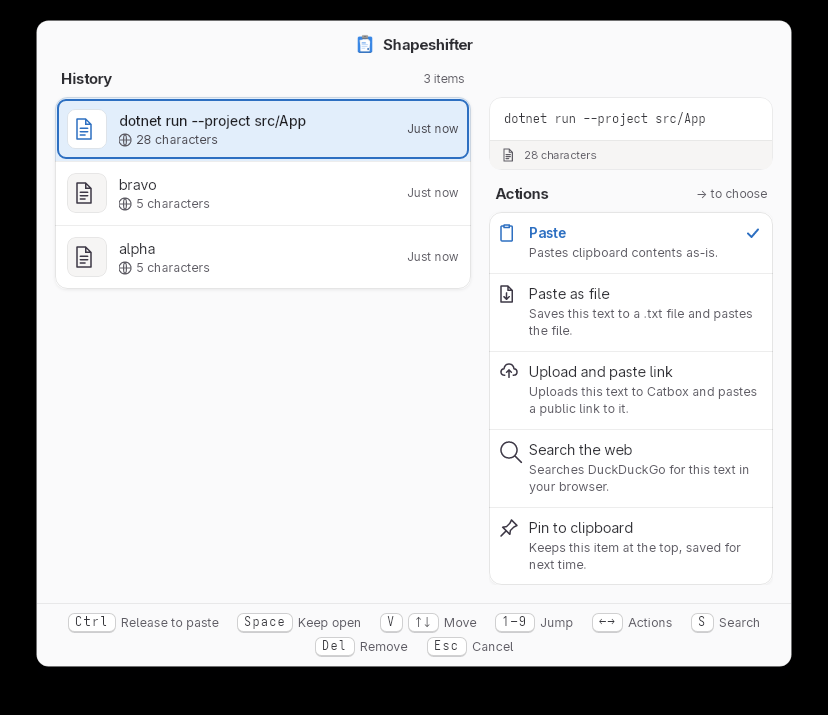 Shapeshifter
History
3 items
dotnet run --project src/App
28 characters
Just now
bravo
5 characters
Just now
alpha
5 characters
Just now
dotnet run --project src/App
28 characters
Actions
→ to choose
Paste
Pastes clipboard contents as-is.
Paste as file
Saves this text to a .txt file and pastes
the file.
Upload and paste link
Uploads this text to Catbox and pastes
a public link to it.
Search the web
Searches DuckDuckGo for this text in
your browser.
Pin to clipboard
Keeps this item at the top, saved for
next time.
Ctrl Release to paste Space Keep open V ↑↓ Move 1–9 Jump ←→ Actions S Search
Del Remove Esc Cancel